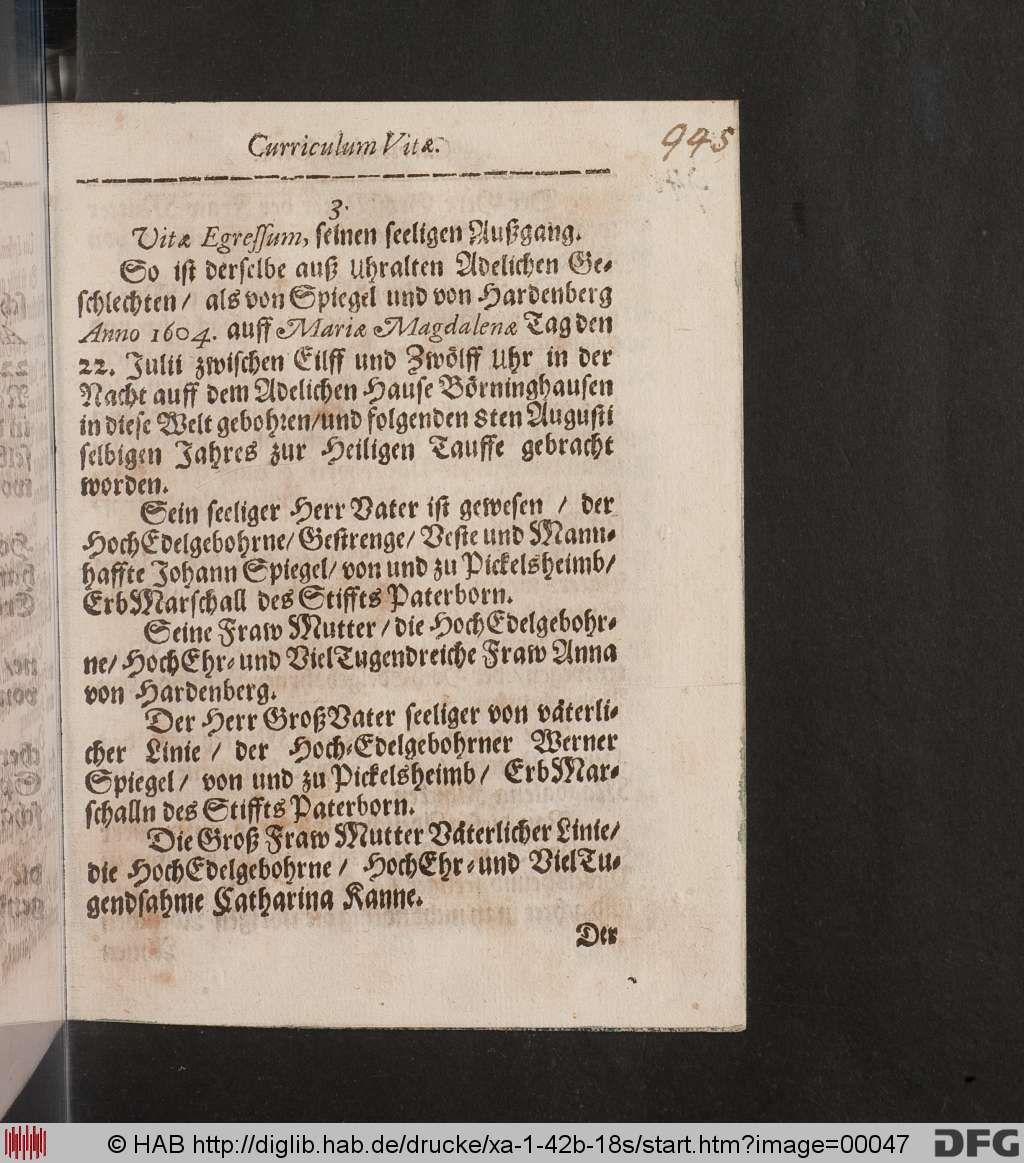 Curriculum Vitæ.
945
3.
Vitæ Egressum, seinen seeligen Außgang.
So ist derselbe auß Uhralten Adelichen Ge-
schlechten / als von Spiegel und von Hardenberg
Anno 1604. auff Mariæ Magdalenæ Tag den
22. Julii zwischen Eilff und Zwölff Uhr in der
Nacht auff dem Adelichen Hause Börninghausen
in diese Welt gebohren / und folgenden 8ten Augusti
selbigen Jahres zur Heiligen Tauffe gebracht
worden.
Sein seeliger Herr Vater ist gewesen / der
HochEdelgebohrne / Gestrenge / Veste und Mann-
haffte Johann Spiegel / von und zu Pickelsheimb /
ErbMarschall des Stiffts Paterborn.
Seine Fraw Mutter / die HochEdelgebohr-
ne / HochEhr- und VielTugendreiche Fraw Anna
von Hardenberg.
Der Herr GroßVater seeliger von väterli-
cher Linie / der Hoch-Edelgebohrner Werner
Spiegel / von und zu Pickelsheimb / ErbMar-
schalln des Stiffts Paterborn.
Die Groß Fraw Mutter Väterlicher Linie /
die HochEdelgebohrne / HochEhr- und VielTu-
gendsahme Catharina Kanne.
Der
© HAB http://diglib.hab.de/drucke/xa-1-42b-18s/start.htm?image=00047
DFG